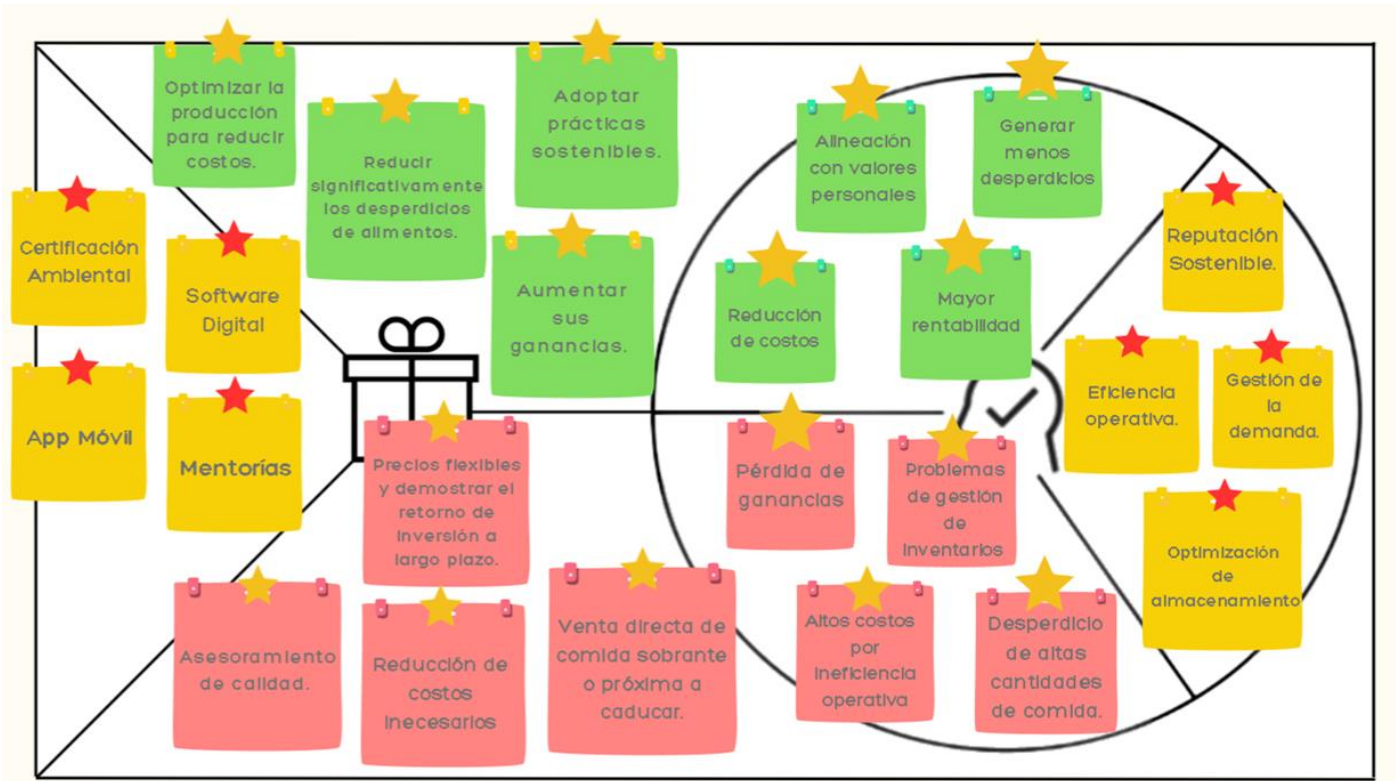 Optimizar la
producción
para reducir
costos.
Reducir
significativamente
los desperdicios
de alimentos.
Adoptar
prácticas
sostenibles.
Aumentar
sus
ganancias.
Certificación
Ambiental
Software
Digital
App Móvil
Mentorías
Precios flexibles
y demostrar el
retorno de
inversión a
largo plazo.
Asesoramiento
de calidad.
Reducción de
costos
inecesarios
Venta directa de
comida sobrante
o próxima a
caducar.
Alineación
con valores
personales
Generar
menos
desperdicios
Reducción
de costos
Mayor
rentabilidad
Pérdida de
ganancias
Problemas
de gestión
de
inventarios
Altos costos
por
ineficiencia
operativa
Desperdicio
de altas
cantidades
de comida.
Reputación
Sostenible.
Eficiencia
operativa.
Gestión de
la
demanda.
Optimización
de
almacenamiento